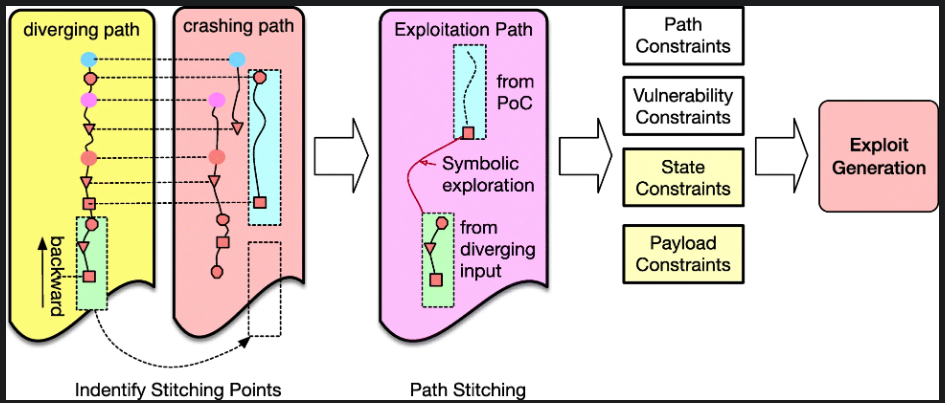 diverging path
backward
crashing path
Indentify Stitching Points
Exploitation Path
from
PoC
Symbolic
exploration
from
diverging
input
Path Stitching
Path
Constraints
Vulnerability
Constraints
State
Constraints
Payload
Constraints
Exploit
Generation